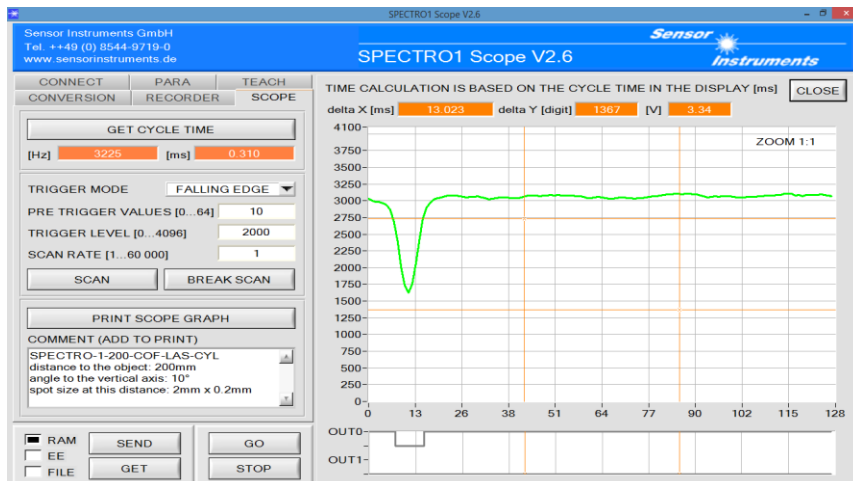 SPECTRO1 Scope V2.6
Sensor Instruments GmbH
Tel. ++49 (0) 8544-9719-0
www.sensorinstruments.de
SPECTRO1 Scope V2.6
Sensor
Instruments
CONNECT PARA TEACH
CONVERSION RECORDER SCOPE
GET CYCLE TIME
[Hz] 3225 [ms] 0.310
TRIGGER MODE FALLING EDGE
PRE TRIGGER VALUES [0...64] 10
TRIGGER LEVEL [0...4096] 2000
SCAN RATE [1...60 000] 1
SCAN BREAK SCAN
PRINT SCOPE GRAPH
COMMENT (ADD TO PRINT)
SPECTRO-1-200-COF-LAS-CYL
distance to the object: 200mm
angle to the vertical axis: 10°
spot size at this distance: 2mm x 0.2mm
RAM
EE
FILE
SEND GO
GET STOP
TIME CALCULATION IS BASED ON THE CYCLE TIME IN THE DISPLAY [ms]
CLOSE
delta X [ms] 13.023 delta Y [digit] 1367 [V] 3.34
ZOOM 1:1
4100
3750
3500
3250
3000
2750
2500
2250
2000
1750
1500
1250
1000
750
500
250
0
0 13 26 38 51 64 77 90 102 115 128
OUT0
OUT1